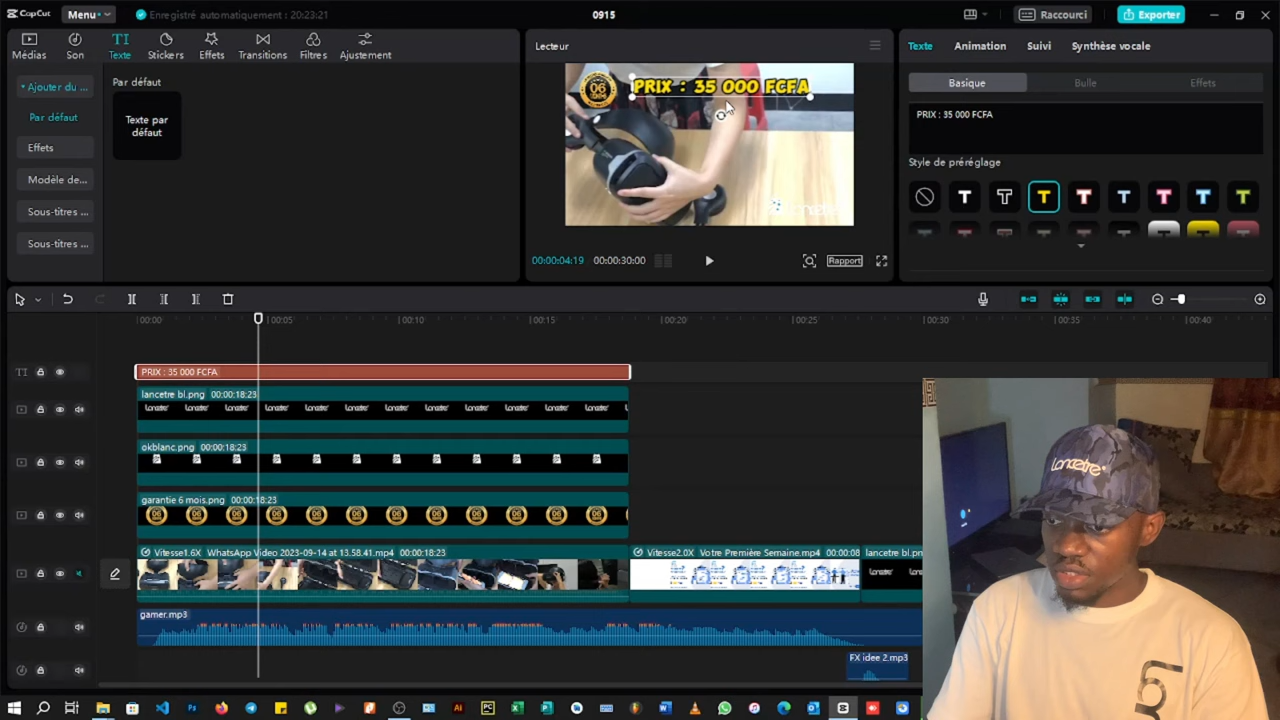 CapCut
Menu
Enregistré automatiquement : 20:23:21
0915
Raccourci
Exporter
Médias
Son
Texte
Stickers
Effets
Transitions
Filtres
Ajustement
Ajouter du ...
Par défaut
Effets
Modèle de...
Sous-titres ...
Sous-titres ...
Par défaut
Texte par
défaut
Lecteur
06
PRIX : 35 000 FCFA
Lancetre
00:00:04:19
00:00:30:00
Rapport
Texte
Animation
Suivi
Synthèse vocale
Basique
Bulle
Effets
PRIX : 35 000 FCFA
Style de préréglage
00:00
00:05
00:10
00:15
00:20
00:25
00:30
00:35
00:40
PRIX : 35 000 FCFA
lancetre bl.png 00:00:18:23
okblanc.png 00:00:18:23
garantie 6 mois.png 00:00:18:23
Vitesse1.6X WhatsApp Video 2023-09-14 at 13.58.41.mp4 00:00:18:23
Vitesse2.0X Votre Première Semaine.mp4 00:00:08
lancetre bl.pn
gamer.mp3
FX idee 2.mp3
Lancetre